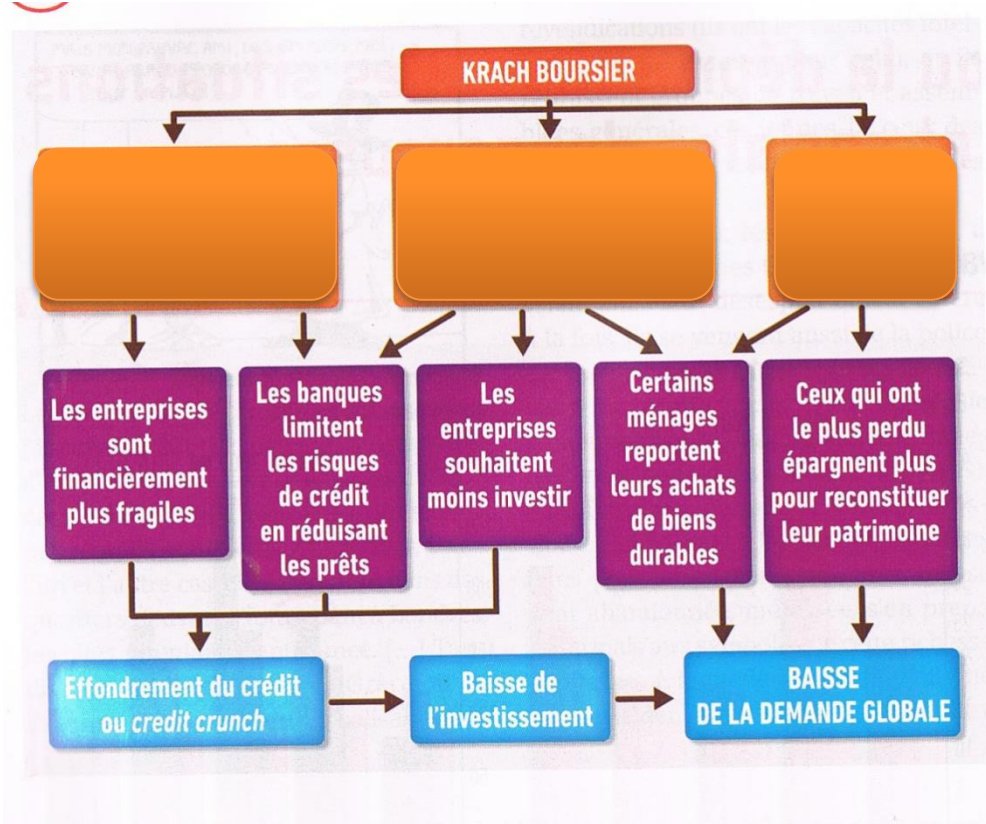 KRACH BOURSIER
Les entreprises
sont
financièrement
plus fragiles
Les banques
limitent
les risques
de crédit
en réduisant
les prêts
Les
entreprises
souhaitent
moins investir
Certains
ménages
reportent
leurs achats
de biens
durables
Ceux qui ont
le plus perdu
épargnent plus
pour reconstituer
leur patrimoine
Effondrement du crédit
ou credit crunch
Baisse de
l'investissement
BAISSE
DE LA DEMANDE GLOBALE